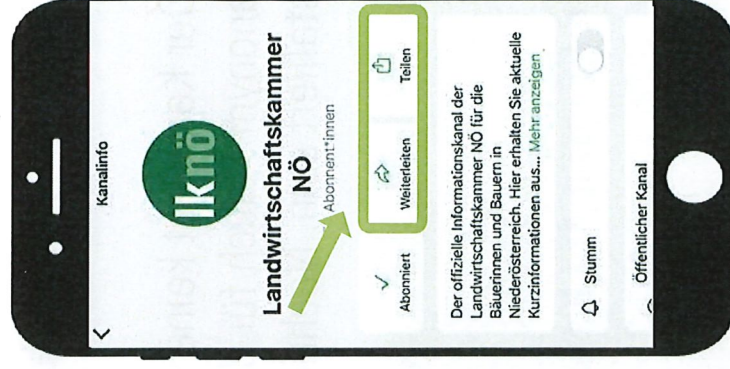 Kanalinfo
lknö
Landwirtschaftskammer
NÖ
Abonnent*innen
Abonniert
Weiterleiten
Teilen
Der offizielle Informationskanal der
Landwirtschaftskammer NÖ für die
Bäuerinnen und Bauern in
Niederösterreich. Hier erhalten Sie aktuelle
Kurzinformationen aus... Mehr anzeigen
Stumm
Öffentlicher Kanal